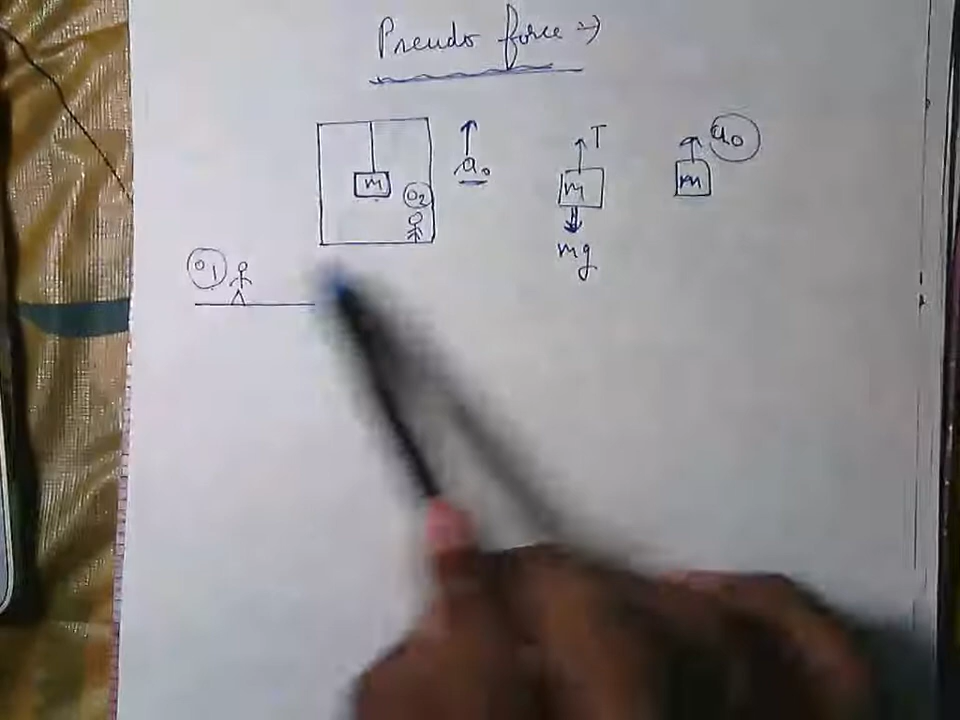 Pseudo force →
a₀
T
a₀
m
m
m
O₂
mg
O₁